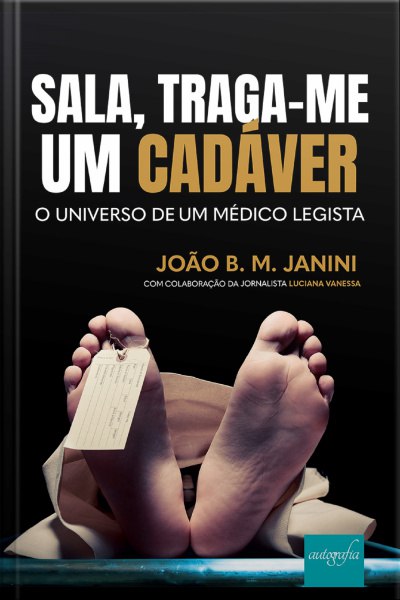 SALA, TRAGA-ME
UM CADÁVER
O UNIVERSO DE UM MÉDICO LEGISTA
JOÃO B. M. JANINI
COM COLABORAÇÃO DA JORNALISTA LUCIANA VANESSA
autografia